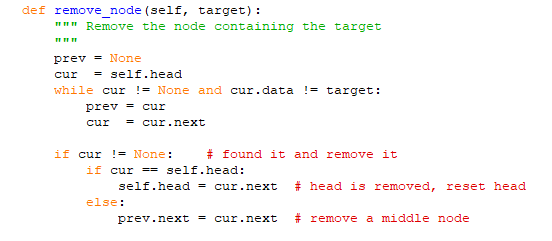 def remove_node(self, target):
    """ Remove the node containing the target
    """
    prev = None
    cur  = self.head
    while cur != None and cur.data != target:
        prev = cur
        cur  = cur.next

    if cur != None:    # found it and remove it
        if cur == self.head:
            self.head = cur.next  # head is removed, reset head
        else:
            prev.next = cur.next  # remove a middle node